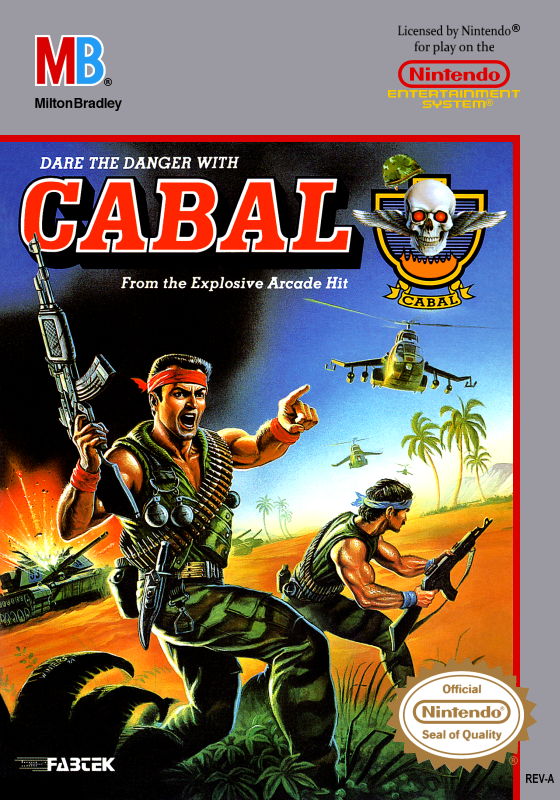 MB®
MiltonBradley
Licensed by Nintendo®
for play on the
Nintendo
ENTERTAINMENT
SYSTEM®
DARE THE DANGER WITH
CABAL
From the Explosive Arcade Hit
CABAL
FABTEK
Official
Nintendo®
Seal of Quality
®
REV-A